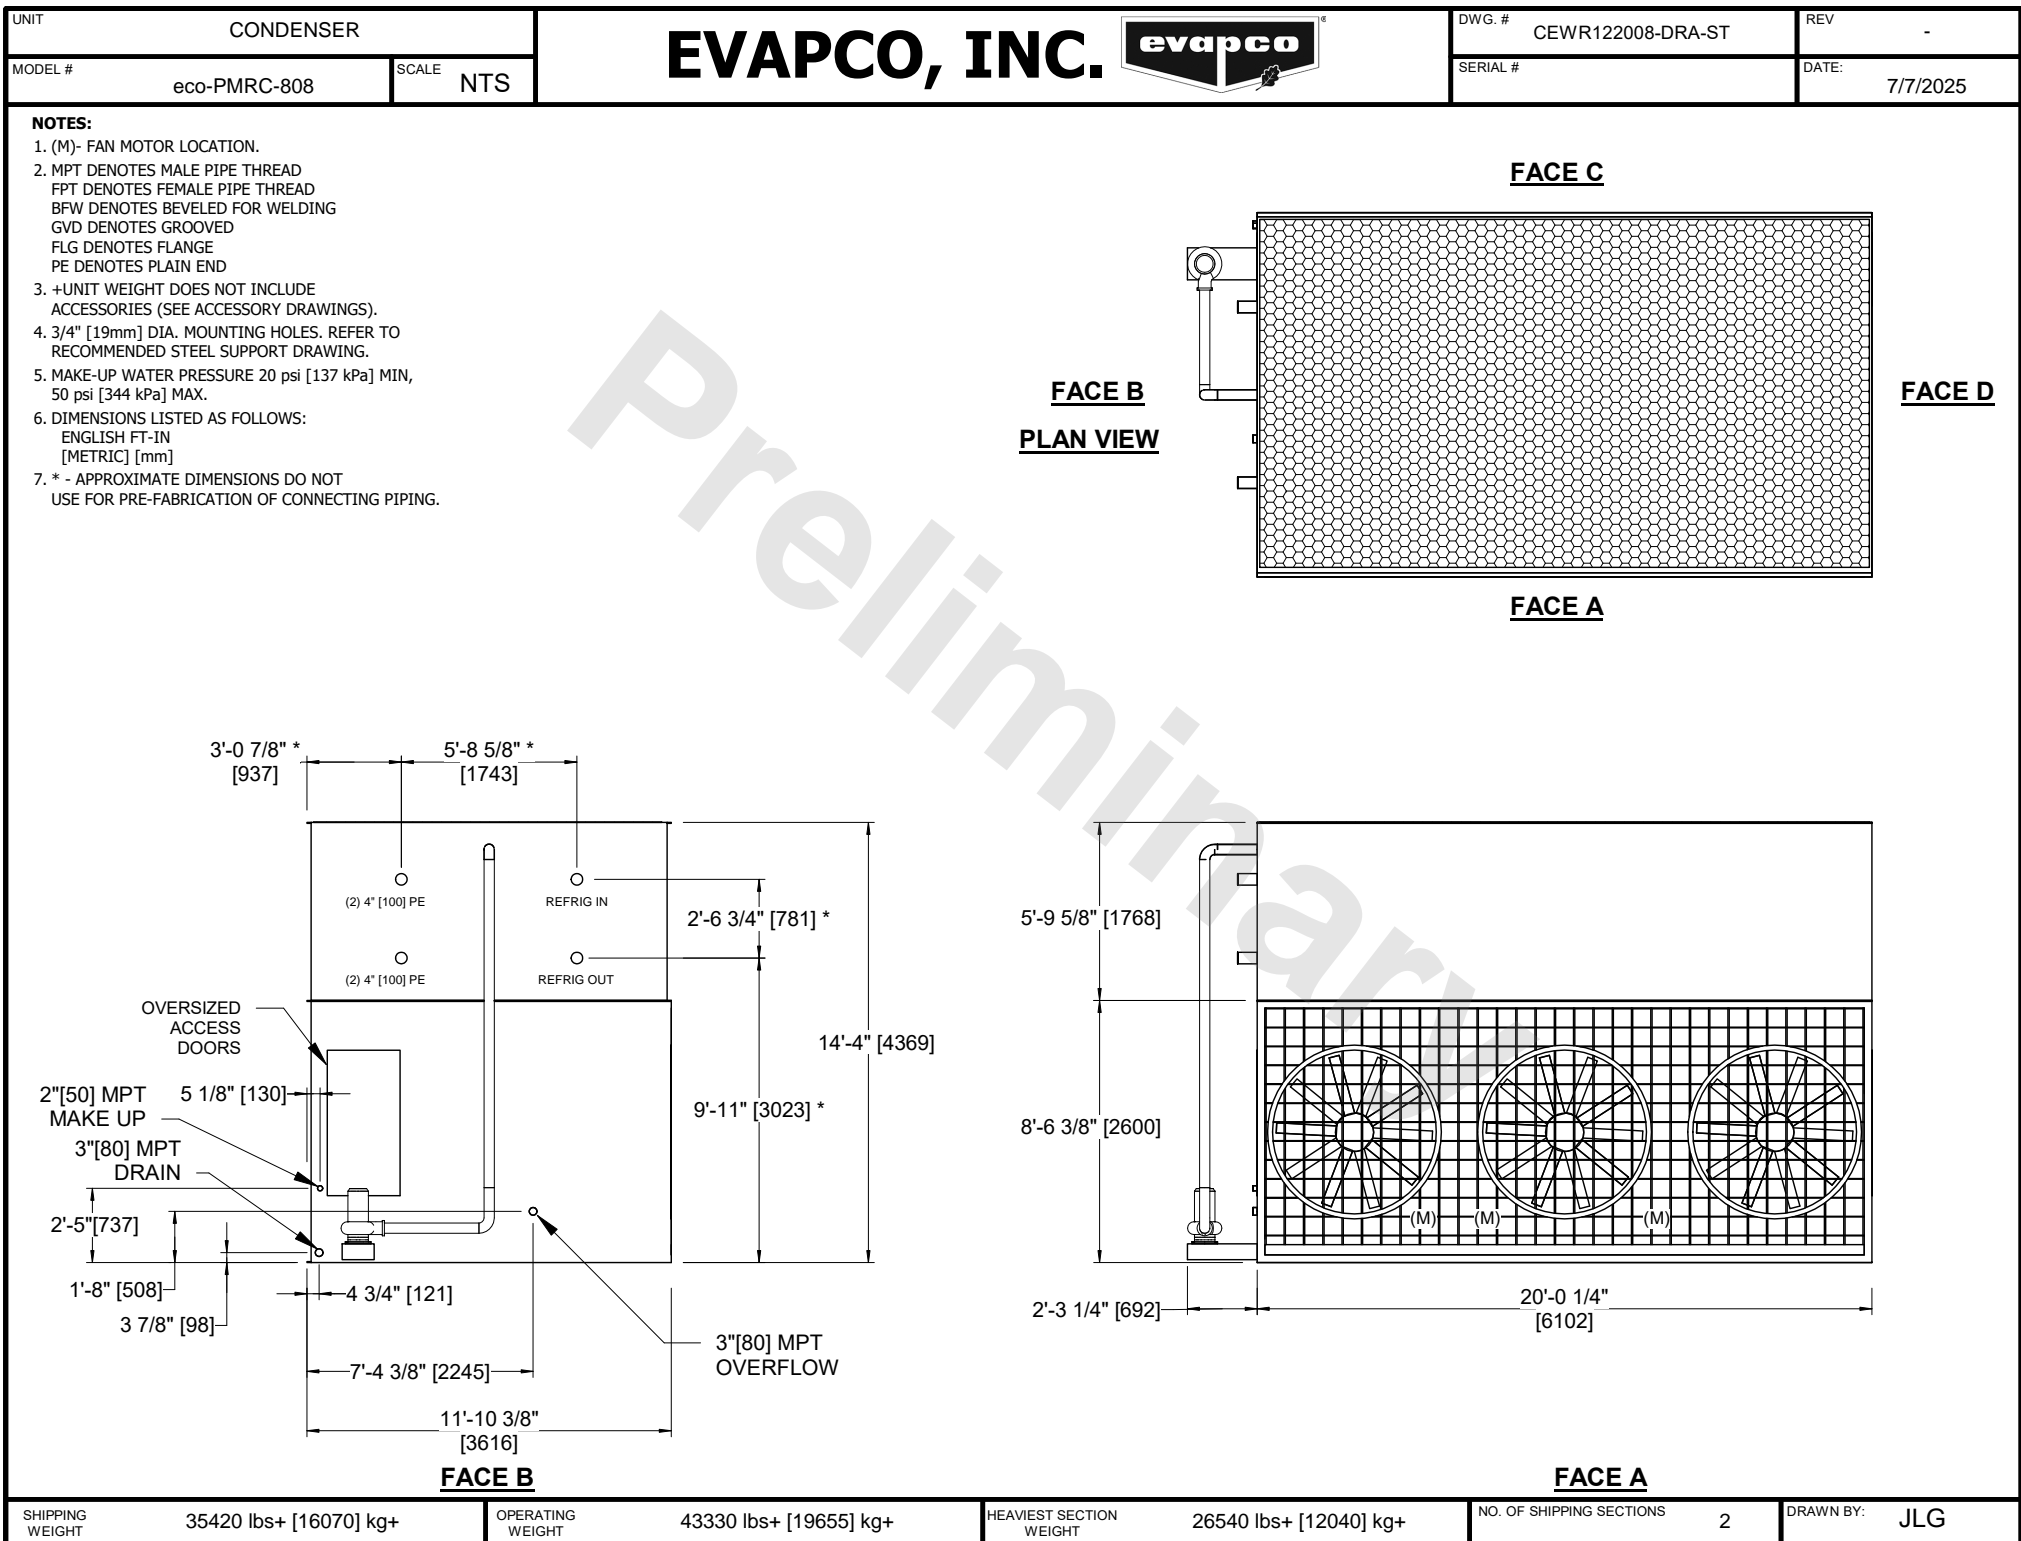 UNIT
CONDENSER
MODEL #
eco-PMRC-808
SCALE
NTS
EVAPCO, INC.
evapco
®
DWG. #
CEWR122008-DRA-ST
REV
-
SERIAL #
DATE:
7/7/2025
NOTES:
1. (M)- FAN MOTOR LOCATION.
2. MPT DENOTES MALE PIPE THREAD
FPT DENOTES FEMALE PIPE THREAD
BFW DENOTES BEVELED FOR WELDING
GVD DENOTES GROOVED
FLG DENOTES FLANGE
PE DENOTES PLAIN END
3. +UNIT WEIGHT DOES NOT INCLUDE
ACCESSORIES (SEE ACCESSORY DRAWINGS).
4. 3/4" [19mm] DIA. MOUNTING HOLES. REFER TO
RECOMMENDED STEEL SUPPORT DRAWING.
5. MAKE-UP WATER PRESSURE 20 psi [137 kPa] MIN,
50 psi [344 kPa] MAX.
6. DIMENSIONS LISTED AS FOLLOWS:
ENGLISH FT-IN
[METRIC] [mm]
7. * - APPROXIMATE DIMENSIONS DO NOT
USE FOR PRE-FABRICATION OF CONNECTING PIPING.
Preliminary
FACE C
FACE B
PLAN VIEW
FACE D
FACE A
3'-0 7/8" *
[937]
5'-8 5/8" *
[1743]
(2) 4" [100] PE
REFRIG IN
2'-6 3/4" [781] *
(2) 4" [100] PE
REFRIG OUT
OVERSIZED
ACCESS
DOORS
14'-4" [4369]
2"[50] MPT
MAKE UP
5 1/8" [130]
9'-11" [3023] *
3"[80] MPT
DRAIN
2'-5"[737]
1'-8" [508]
4 3/4" [121]
3 7/8" [98]
3"[80] MPT
OVERFLOW
7'-4 3/8" [2245]
11'-10 3/8"
[3616]
FACE B
5'-9 5/8" [1768]
8'-6 3/8" [2600]
(M)
(M)
(M)
2'-3 1/4" [692]
20'-0 1/4"
[6102]
FACE A
SHIPPING
WEIGHT
35420 lbs+ [16070] kg+
OPERATING
WEIGHT
43330 lbs+ [19655] kg+
HEAVIEST SECTION
WEIGHT
26540 lbs+ [12040] kg+
NO. OF SHIPPING SECTIONS
2
DRAWN BY:
JLG